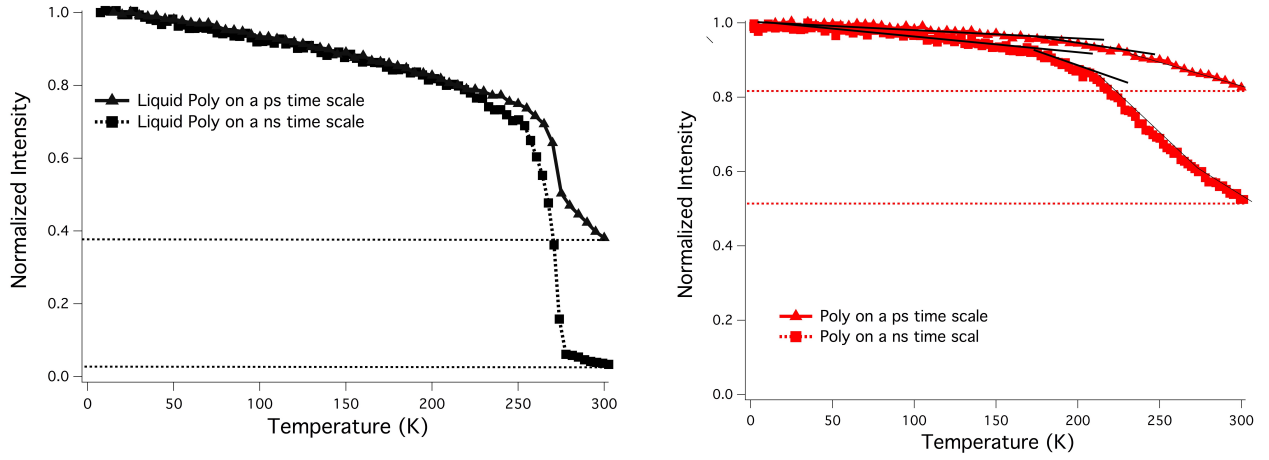 1.0
0.8
0.6
0.4
0.2
0.0
Normalized Intensity
Liquid Poly on a ps time scale
Liquid Poly on a ns time scale
0 50 100 150 200 250 300
Temperature (K)
1.0
0.8
0.6
0.4
0.2
0.0
Normalized Intensity
Poly on a ps time scale
Poly on a ns time scal
0 50 100 150 200 250 300
Temperature (K)